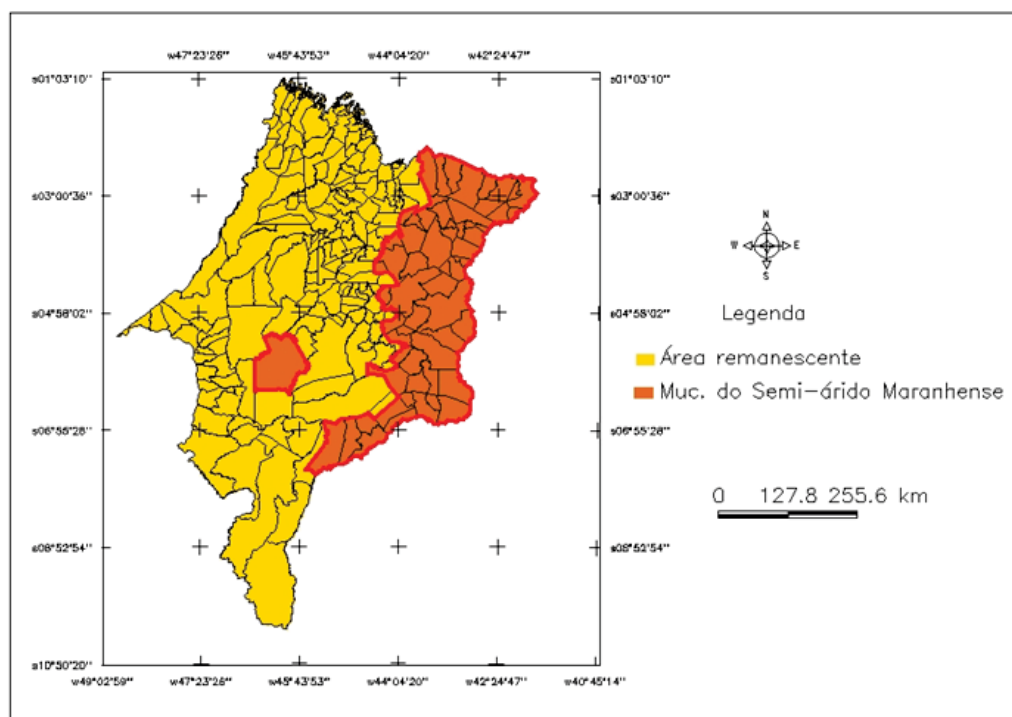 w47°23'26'' w45°43'53'' w44°04'20'' w42°24'47''
s01°03'10'' s01°03'10''
s03°00'36'' s03°00'36''
N
W E
S
s04°58'02'' s04°58'02''
Legenda
Área remanescente
Muc. do Semi-árido Maranhense
s06°55'28'' s06°55'28''
0 127.8 255.6 km
s08°52'54'' s08°52'54''
s10°50'20'' s10°50'20''
w49°02'59'' w47°23'26'' w45°43'53'' w44°04'20'' w42°24'47'' w40°45'14''